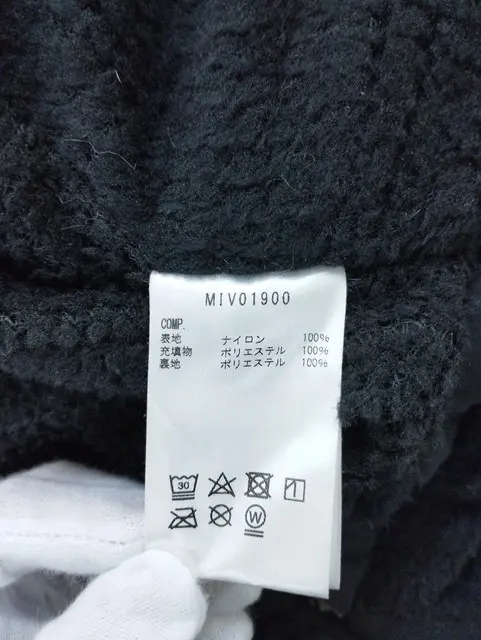 MIV01900
COMP.
表地 ナイロン 100%
充填物 ポリエステル 100%
裏地 ポリエステル 100%
30
W